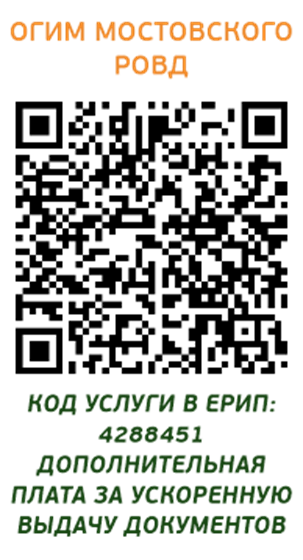 ОГИМ МОСТОВСКОГО
РОВД
КОД УСЛУГИ В ЕРИП:
4288451
ДОПОЛНИТЕЛЬНАЯ
ПЛАТА ЗА УСКОРЕННУЮ
ВЫДАЧУ ДОКУМЕНТОВ